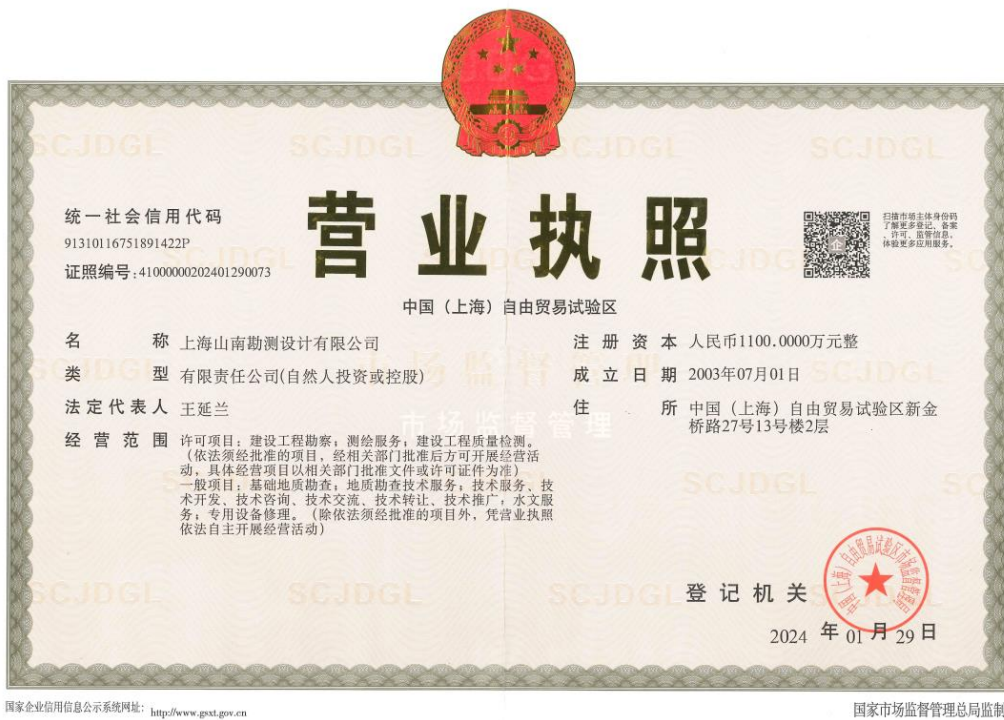 统一社会信用代码
91310116751891422P
证照编号:41000000202401290073
营业执照
扫描市场主体身份码
了解更多登记、备案
、许可、监管信息,
体验更多应用服务。
中国（上海）自由贸易试验区
名称 上海山南勘测设计有限公司
类型 有限责任公司(自然人投资或控股)
法定代表人 王延兰
经营范围 许可项目：建设工程勘察；测绘服务；建设工程质量检测。
（依法须经批准的项目，经相关部门批准后方可开展经营活
动，具体经营项目以相关部门批准文件或许可证件为准）
一般项目：基础地质勘查；地质勘查技术服务；技术服务、技
术开发、技术咨询、技术交流、技术转让、技术推广；水文服
务；专用设备修理。（除依法须经批准的项目外，凭营业执照
依法自主开展经营活动）
注册资本 人民币1100.0000万元整
成立日期 2003年07月01日
住所 中国（上海）自由贸易试验区新金
桥路27号13号楼2层
市场监督管理
SCJDGL
登记机关
2024 年 01 月 29 日
国家企业信用信息公示系统网址：http://www.gsxt.gov.cn
国家市场监督管理总局监制